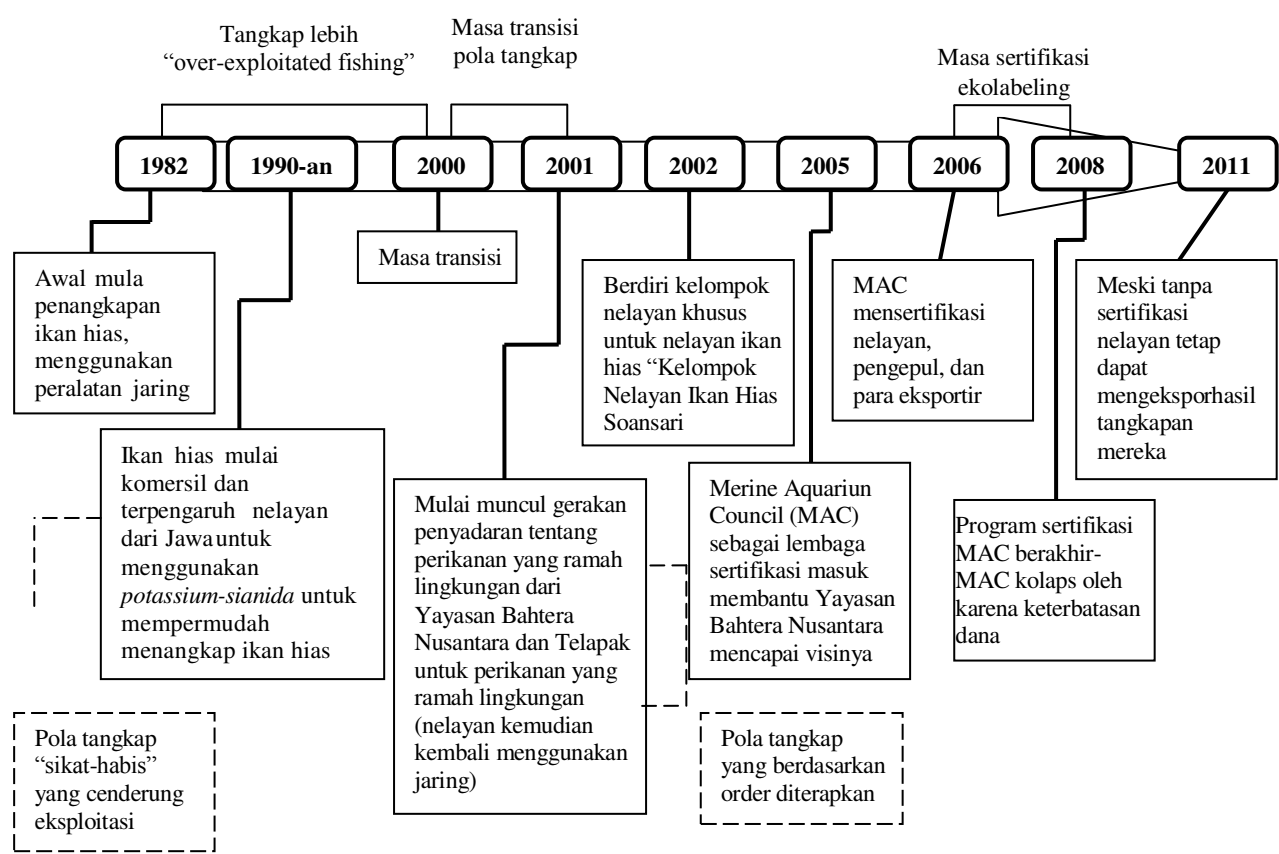 Tangkap lebih
“over-exploitated fishing”
Masa transisi
pola tangkap
Masa sertifikasi
ekolabeling
1982
1990-an
2000
2001
2002
2005
2006
2008
2011
Awal mula
penangkapan
ikan hias,
menggunakan
peralatan jaring
Ikan hias mulai
komersil dan
terpengaruh nelayan
dari Jawa untuk
menggunakan
potassium-sianida untuk
mempermudah
menangkap ikan hias
Masa transisi
Mulai muncul gerakan
penyadaran tentang
perikanan yang ramah
lingkungan dari
Yayasan Bahtera
Nusantara dan Telapak
untuk perikanan yang
ramah lingkungan
(nelayan kemudian
kembali menggunakan
jaring)
Berdiri kelompok
nelayan khusus
untuk nelayan ikan
hias “Kelompok
Nelayan Ikan Hias
Soansari
Merine Aquariun
Council (MAC)
sebagai lembaga
sertifikasi masuk
membantu Yayasan
Bahtera Nusantara
mencapai visinya
MAC
mensertifikasi
nelayan,
pengepul, dan
para eksportir
Program sertifikasi
MAC berakhir-
MAC kolaps oleh
karena keterbatasan
dana
Meski tanpa
sertifikasi
nelayan tetap
dapat
mengeksporhasil
tangkapan
mereka
Pola tangkap
“sikat-habis”
yang cenderung
eksploitasi
Pola tangkap
yang berdasarkan
order diterapkan